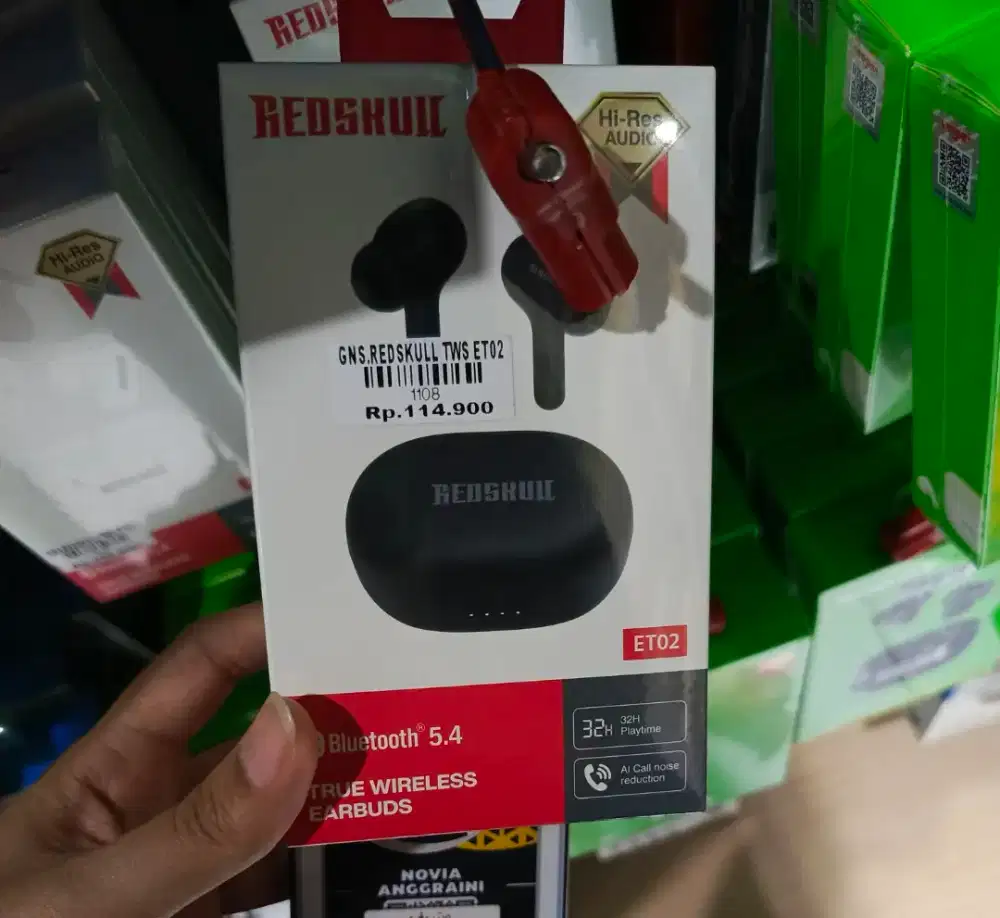 REDSKULL
Hi-Res
AUDIO
Hi-Res
AUDIO
GNS.REDSKULL TWS ET02
1108
Rp.114.900
REDSKULL
ET02
Bluetooth® 5.4
TRUE WIRELESS
EARBUDS
32H
32H
Playtime
AI Call noise
reduction
NOVIA
ANGGRAINI